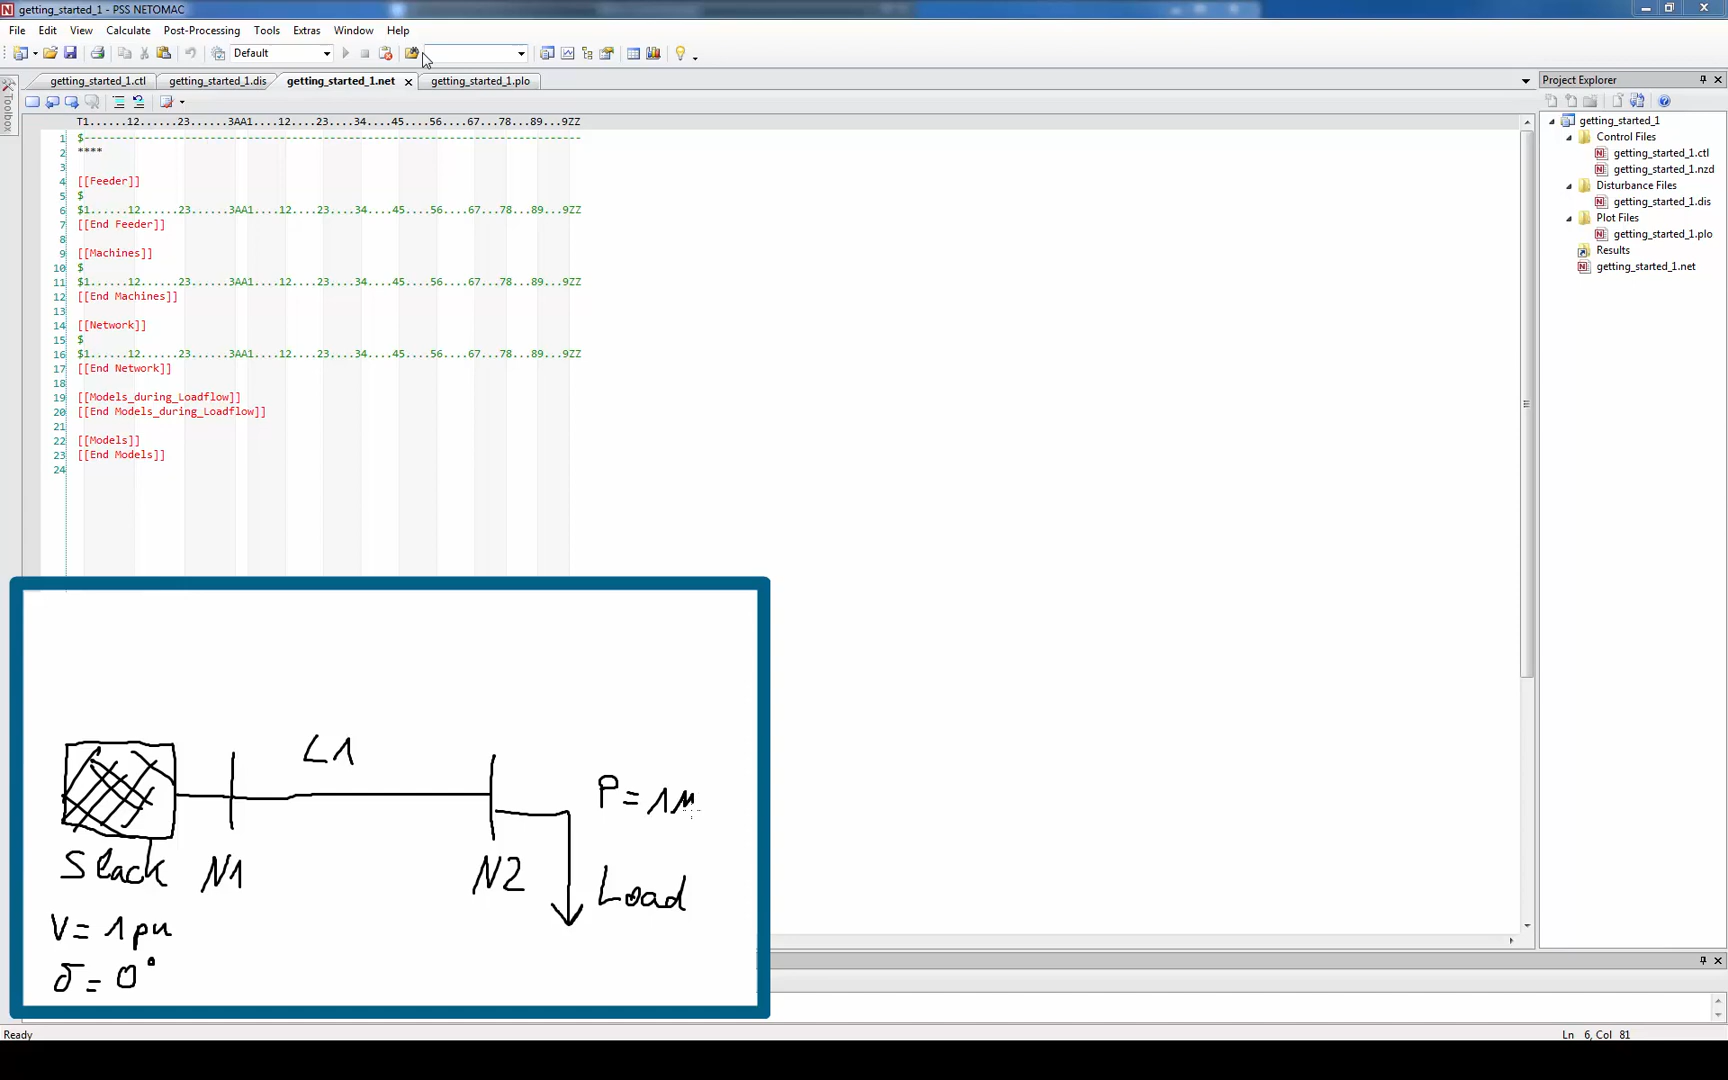 getting_started_1 - PSS NETOMAC
File Edit View Calculate Post-Processing Tools Extras Window Help
Default
getting_started_1.ctl getting_started_1.dis getting_started_1.net getting_started_1.plo
Toolbox
T1......12......23......3AA1....12....23....34....45....56....67...78...89...9ZZ
1 $-------------------------------------------------------------------------------
2 ****
3
4 [[Feeder]]
5 $
6 $1......12......23......3AA1....12....23....34....45....56....67...78...89...9ZZ
7 [[End Feeder]]
8
9 [[Machines]]
10 $
11 $1......12......23......3AA1....12....23....34....45....56....67...78...89...9ZZ
12 [[End Machines]]
13
14 [[Network]]
15 $
16 $1......12......23......3AA1....12....23....34....45....56....67...78...89...9ZZ
17 [[End Network]]
18
19 [[Models_during_Loadflow]]
20 [[End Models_during_Loadflow]]
21
22 [[Models]]
23 [[End Models]]
24
Project Explorer
getting_started_1
Control Files
getting_started_1.ctl
getting_started_1.nzd
Disturbance Files
getting_started_1.dis
Plot Files
getting_started_1.plo
Results
getting_started_1.net
L1
P = 1M
Slack N1 N2 Load
V = 1pu
δ = 0°
Ready
Ln 6, Col 81